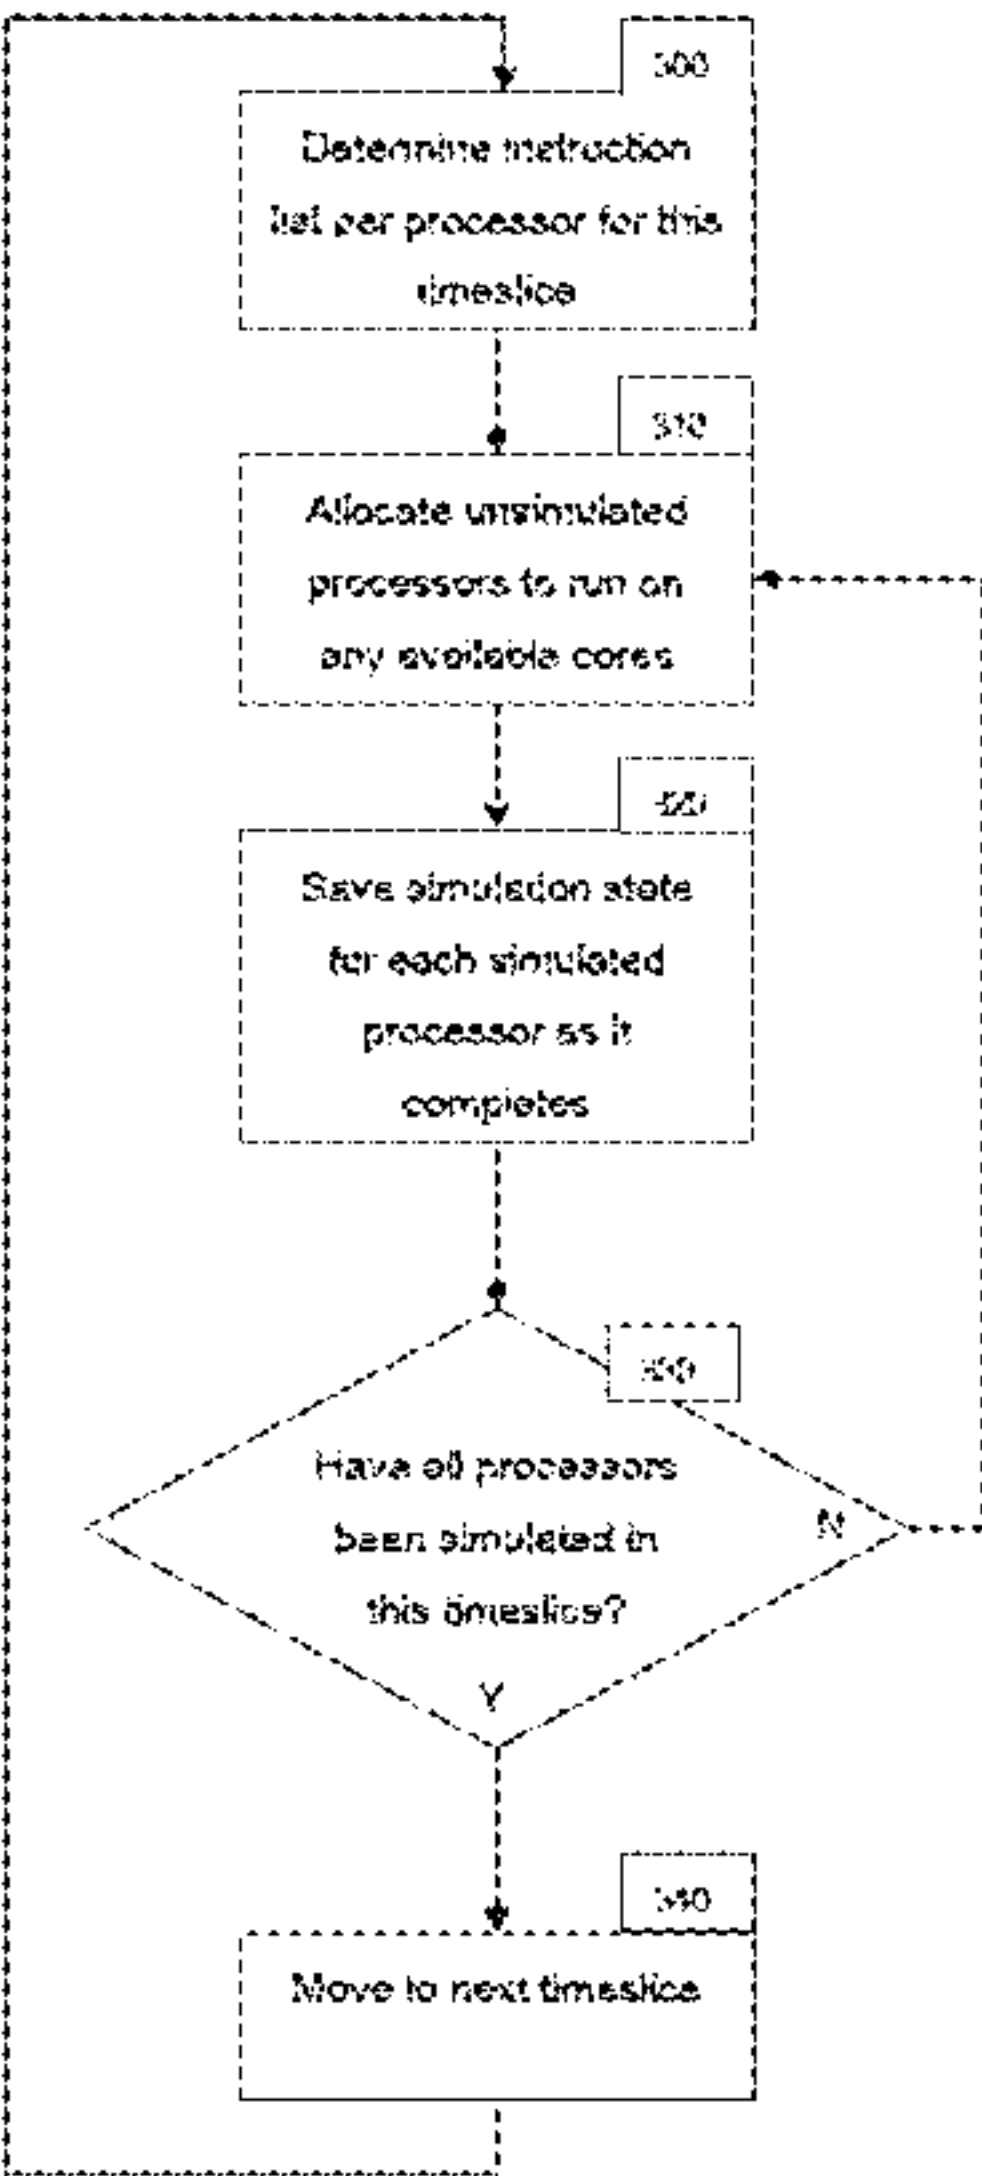 300
Determine instruction
list per processor for this
timeslice
310
Allocate unsimulated
processors to run on
any available cores
Save simulation state
for each simulated
processor as it
completes
Have all processors
been simulated in
this timeslice?
N
Y
340
Move to next timeslice